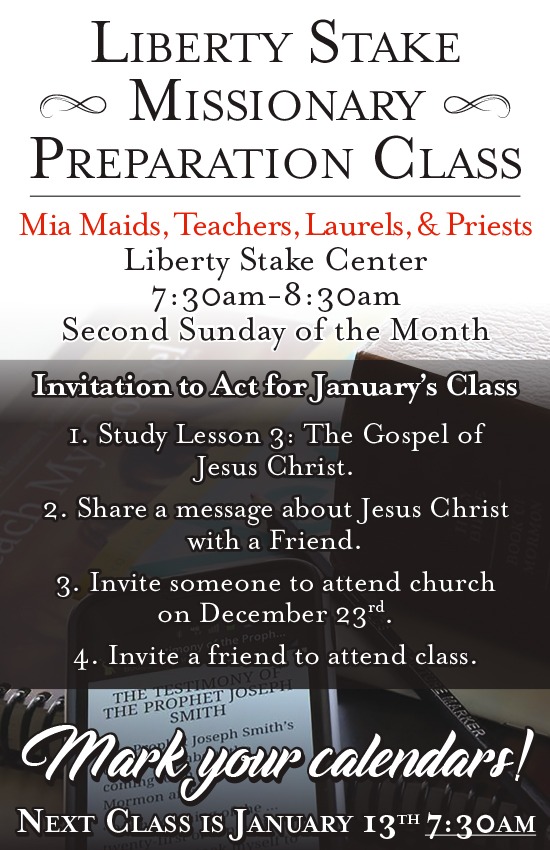 Liberty Stake
Missionary
Preparation Class
Mia Maids, Teachers, Laurels, & Priests
Liberty Stake Center
7:30am-8:30am
Second Sunday of the Month
Invitation to Act for January's Class
1. Study Lesson 3: The Gospel of
Jesus Christ.
2. Share a message about Jesus Christ
with a Friend.
3. Invite someone to attend church
on December 23rd.
4. Invite a friend to attend class.
THE TESTIMONY OF
THE PROPHET JOSEPH
SMITH
Joseph Smith's
coming
Mormon
Mark your calendars!
MARKER
Next Class is January 13th 7:30am